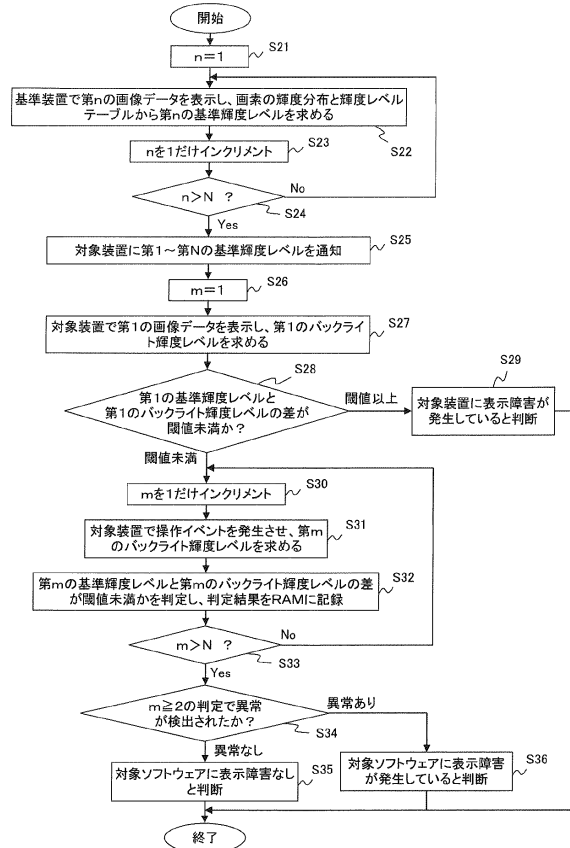 開始
n=1
S21
基準装置で第nの画像データを表示し、画素の輝度分布と輝度レベル
テーブルから第nの基準輝度レベルを求める
S22
nを1だけインクリメント
S23
n>N ?
No
S24
Yes
対象装置に第1~第Nの基準輝度レベルを通知
S25
m=1
S26
対象装置で第1の画像データを表示し、第1のバックライ
ト輝度レベルを求める
S27
S28
第1の基準輝度レベルと
第1のバックライト輝度レベルの差が
閾値未満か?
閾値以上
S29
対象装置に表示障害が
発生していると判断
閾値未満
mを1だけインクリメント
S30
対象装置で操作イベントを発生させ、第m
のバックライト輝度レベルを求める
S31
第mの基準輝度レベルと第mのバックライト輝度レベルの差
が閾値未満かを判定し、判定結果をRAMに記録
S32
m>N ?
No
S33
Yes
m≧2の判定で異常
が検出されたか?
異常あり
S34
異常なし
対象ソフトウェアに表示障害なし
と判断
S35
対象ソフトウェアに表示障害
が発生していると判断
S36
終了